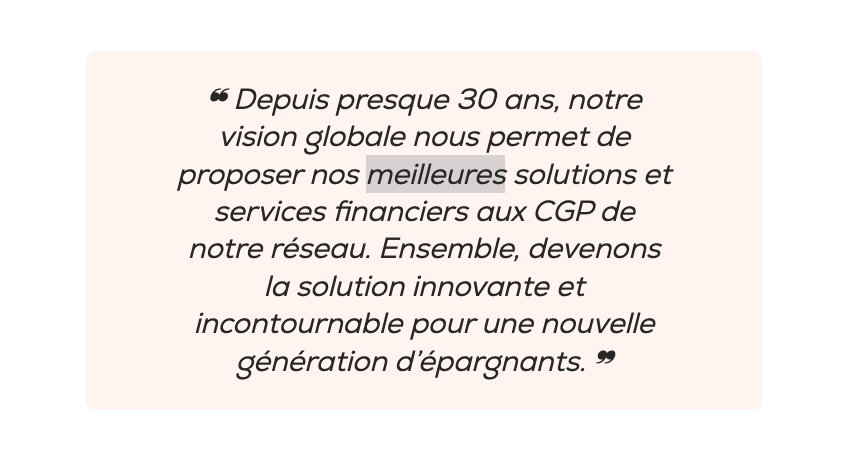 ❝ Depuis presque 30 ans, notre
vision globale nous permet de
proposer nos meilleures solutions et
services financiers aux CGP de
notre réseau. Ensemble, devenons
la solution innovante et
incontournable pour une nouvelle
génération d’épargnants. ❞